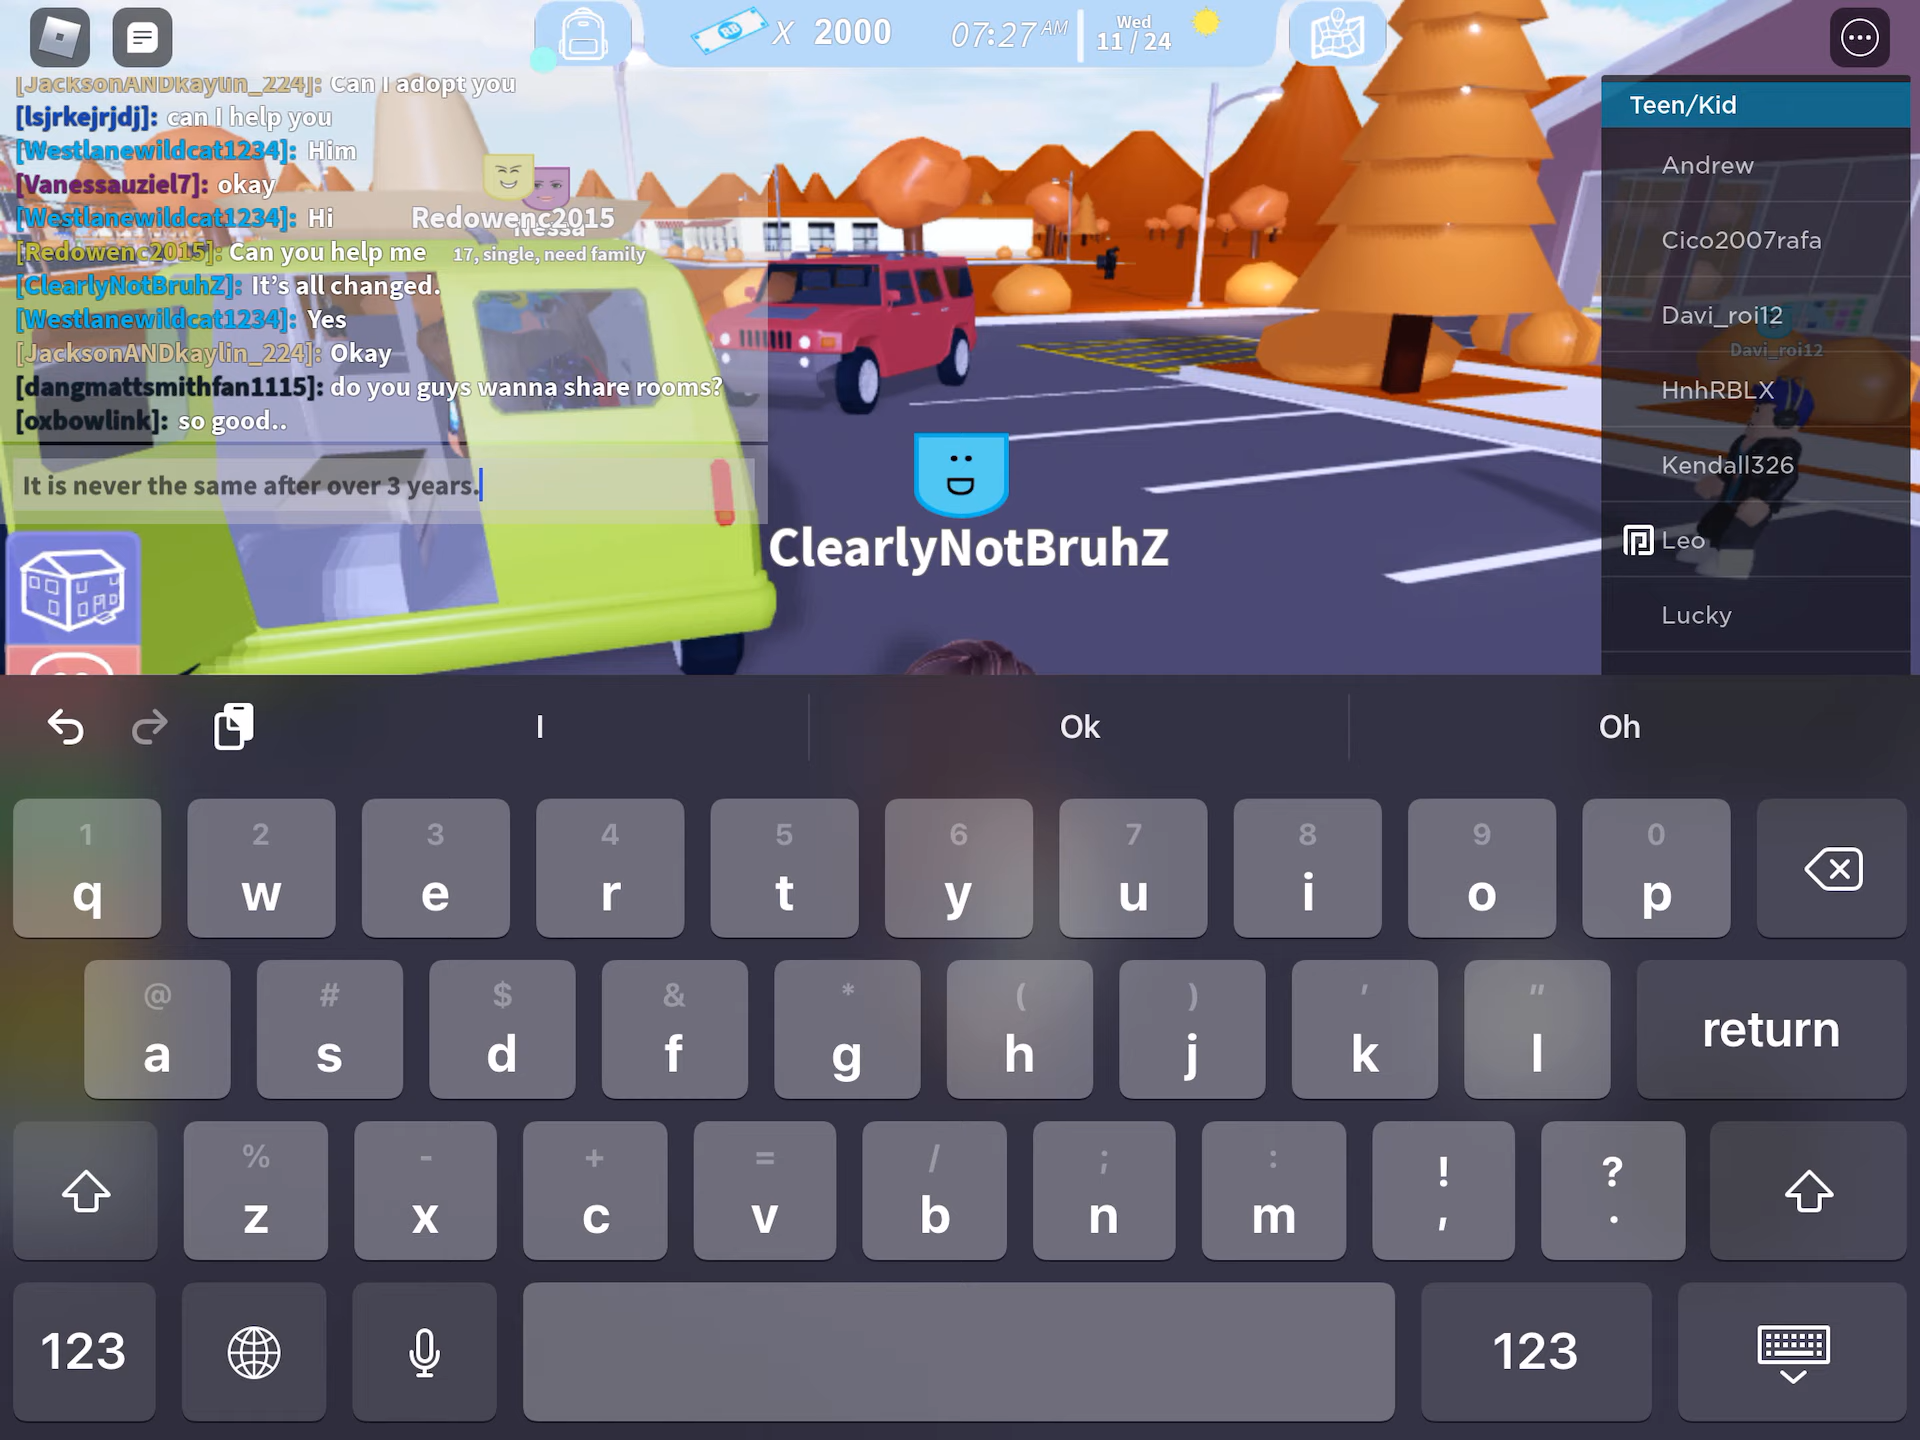 X 2000
07:27 AM
Wed
11 / 24
[JacksonANDkaylin_224]: Can I adopt you
[lsjrkejrjdj]: can I help you
[Westlanewildcat1234]: Him
[Vanessauziel7]: okay
[Westlanewildcat1234]: Hi
[Redowenc2015]: Can you help me
[ClearlyNotBruhZ]: It's all changed.
[Westlanewildcat1234]: Yes
[JacksonANDkaylin_224]: Okay
[dangmattsmithfan1115]: do you guys wanna share rooms?
[oxbowlink]: so good..
It is never the same after over 3 years.
Redowenc2015
Nessa
17, single, need family
ClearlyNotBruhZ
Teen/Kid
Andrew
Cico2007rafa
Davi_roi12
Davi_roi12
HnhRBLX
Kendall326
Leo
Lucky
I Ok Oh
1 2 3 4 5 6 7 8 9 0
q w e r t y u i o p
@ # $ & * ( ) ' "
a s d f g h j k l return
% - + = / ; : ! ?
z x c v b n m , .
123 123